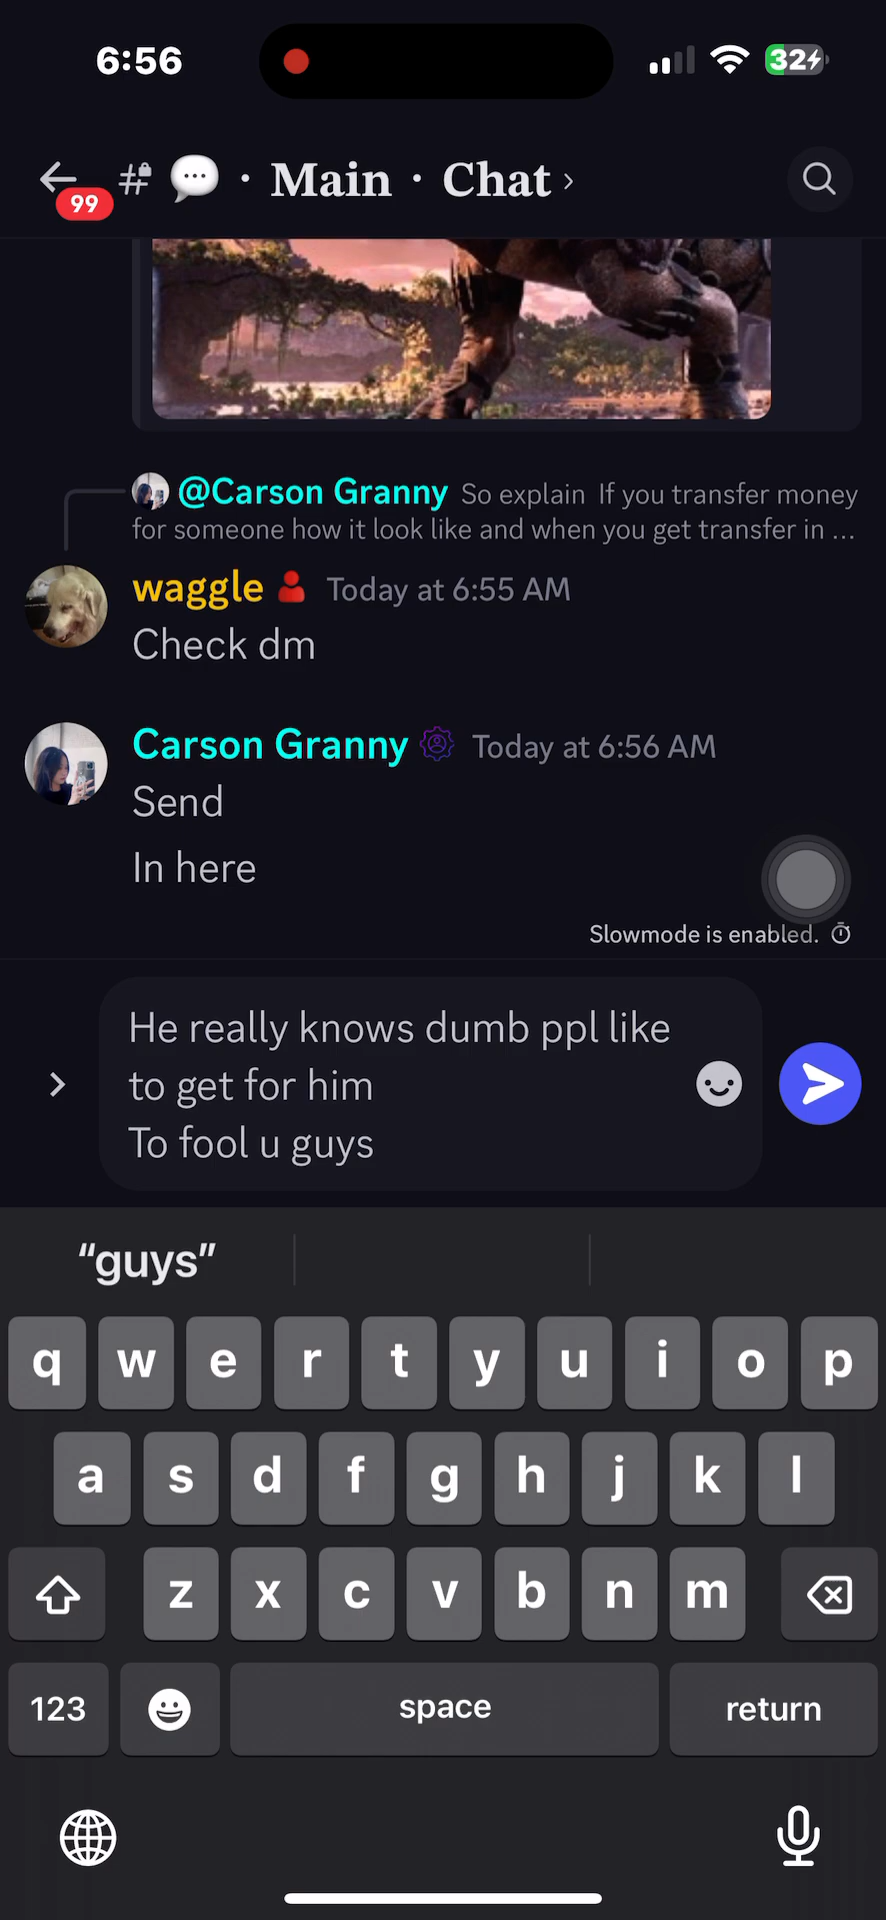 6:56
32
99
# 💬 · Main · Chat ›
@Carson Granny So explain If you transfer money
for someone how it look like and when you get transfer in ...
waggle Today at 6:55 AM
Check dm
Carson Granny Today at 6:56 AM
Send
In here
Slowmode is enabled.
He really knows dumb ppl like
to get for him
To fool u guys
“guys”
q w e r t y u i o p
a s d f g h j k l
z x c v b n m
123 space return